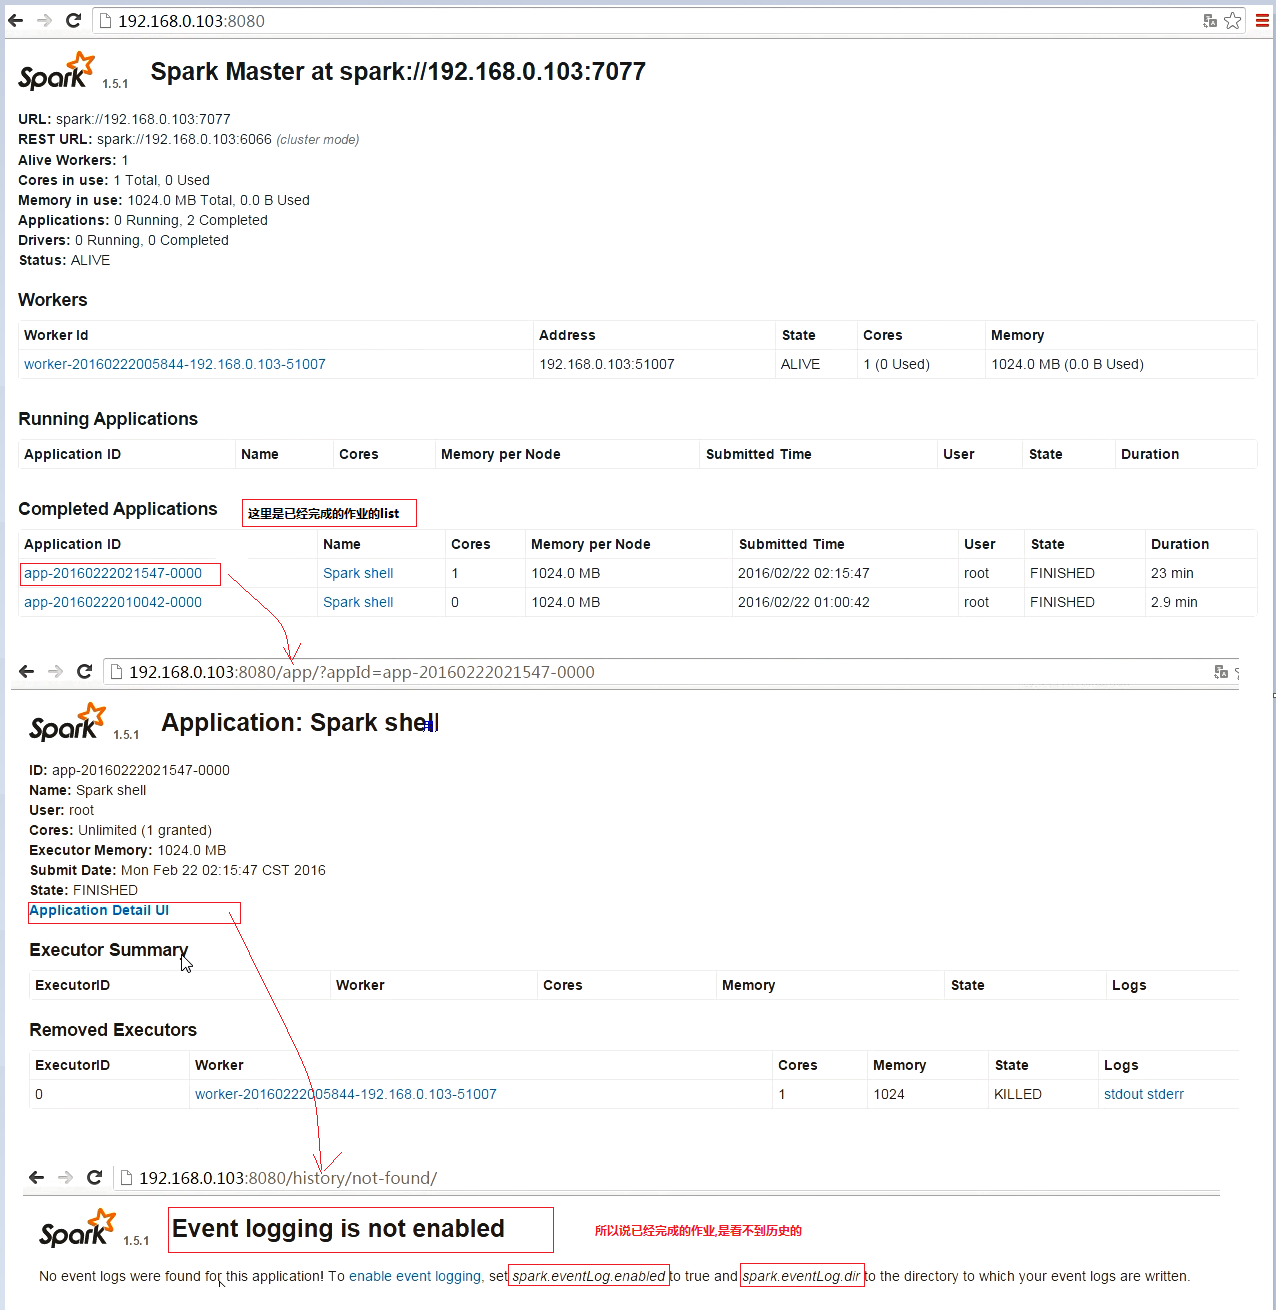 192.168.0.103:8080
Spark 1.5.1 Spark Master at spark://192.168.0.103:7077
URL: spark://192.168.0.103:7077
REST URL: spark://192.168.0.103:6066 (cluster mode)
Alive Workers: 1
Cores in use: 1 Total, 0 Used
Memory in use: 1024.0 MB Total, 0.0 B Used
Applications: 0 Running, 2 Completed
Drivers: 0 Running, 0 Completed
Status: ALIVE
Workers
Worker Id Address State Cores Memory
worker-20160222005844-192.168.0.103-51007 192.168.0.103:51007 ALIVE 1 (0 Used) 1024.0 MB (0.0 B Used)
Running Applications
Application ID Name Cores Memory per Node Submitted Time User State Duration
Completed Applications 这里是已经完成的作业的list
Application ID Name Cores Memory per Node Submitted Time User State Duration
app-20160222021547-0000 Spark shell 1 1024.0 MB 2016/02/22 02:15:47 root FINISHED 23 min
app-20160222010042-0000 Spark shell 0 1024.0 MB 2016/02/22 01:00:42 root FINISHED 2.9 min
192.168.0.103:8080/app/?appId=app-20160222021547-0000
Spark 1.5.1 Application: Spark shell
ID: app-20160222021547-0000
Name: Spark shell
User: root
Cores: Unlimited (1 granted)
Executor Memory: 1024.0 MB
Submit Date: Mon Feb 22 02:15:47 CST 2016
State: FINISHED
Application Detail UI
Executor Summary
ExecutorID Worker Cores Memory State Logs
Removed Executors
ExecutorID Worker Cores Memory State Logs
0 worker-20160222005844-192.168.0.103-51007 1 1024 KILLED stdout stderr
192.168.0.103:8080/history/not-found/
Spark 1.5.1 Event logging is not enabled 所以说已经完成的作业,是看不到历史的
No event logs were found for this application! To enable event logging, set spark.eventLog.enabled to true and spark.eventLog.dir to the directory to which your event logs are written.